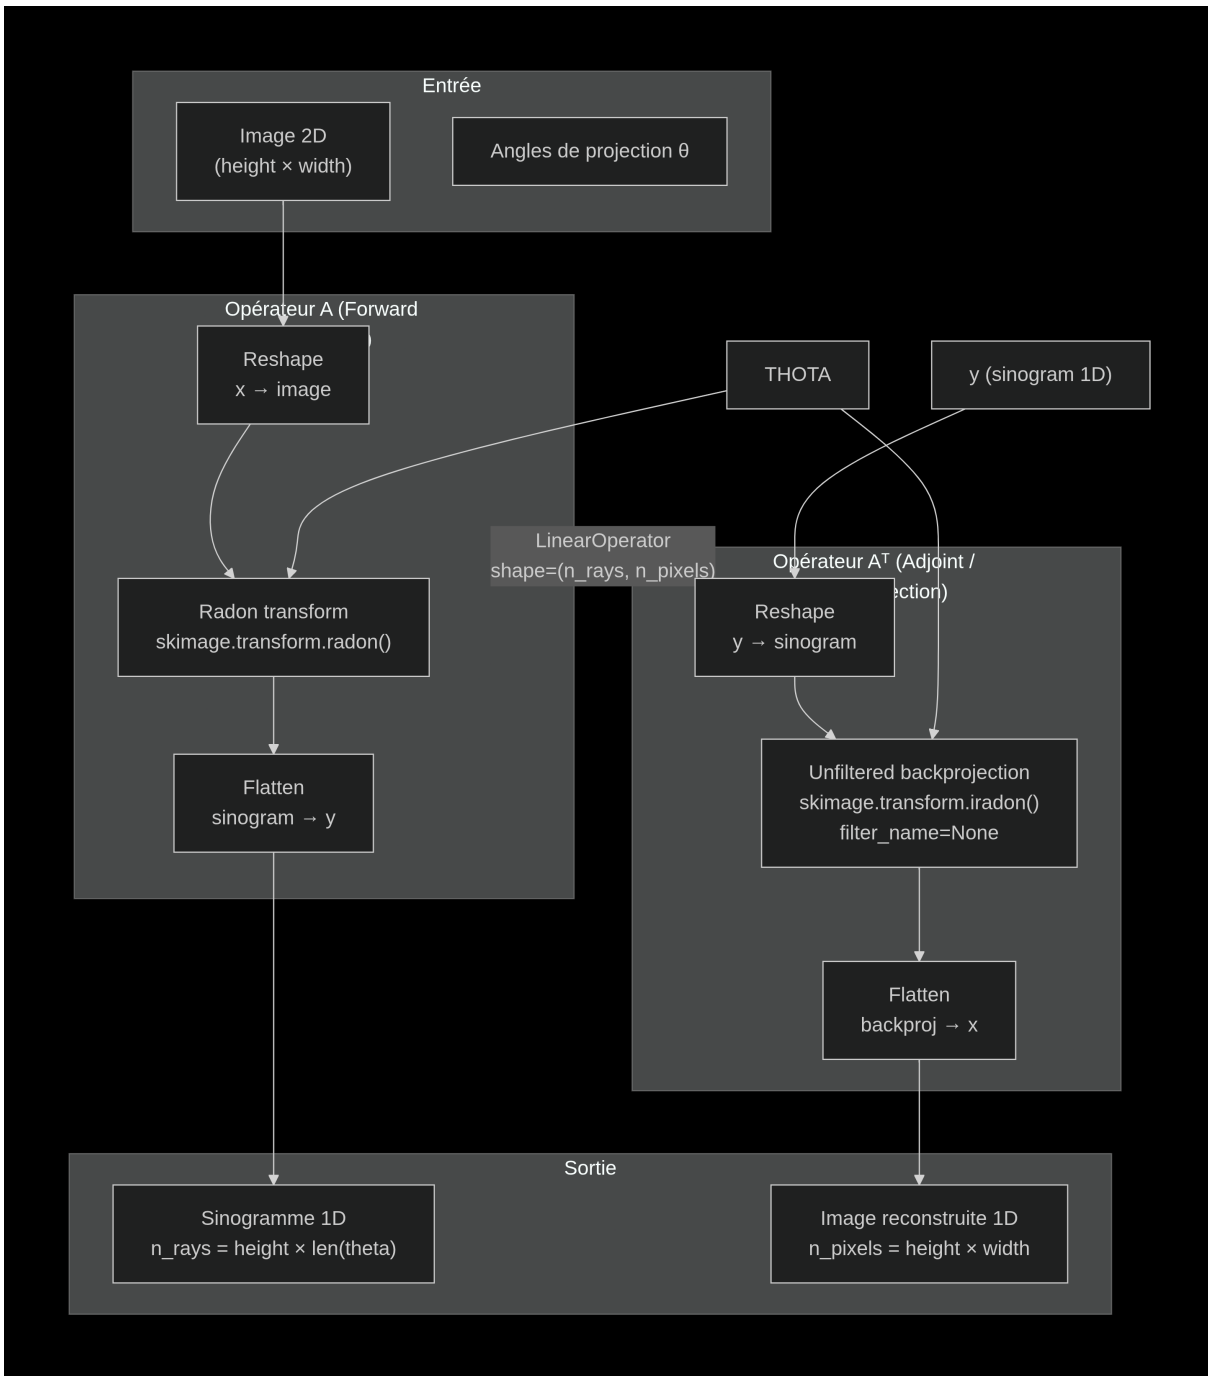 Entrée
Image 2D
(height × width)
Angles de projection θ
Opérateur A (Forward
)
Reshape
x → image
THOTA
y (sinogram 1D)
LinearOperator
shape=(n_rays, n_pixels)
Opérateur Aᵀ (Adjoint /
ection)
Reshape
y → sinogram
Radon transform
skimage.transform.radon()
Flatten
sinogram → y
Unfiltered backprojection
skimage.transform.iradon()
filter_name=None
Flatten
backproj → x
Sortie
Sinogramme 1D
n_rays = height × len(theta)
Image reconstruite 1D
n_pixels = height × width